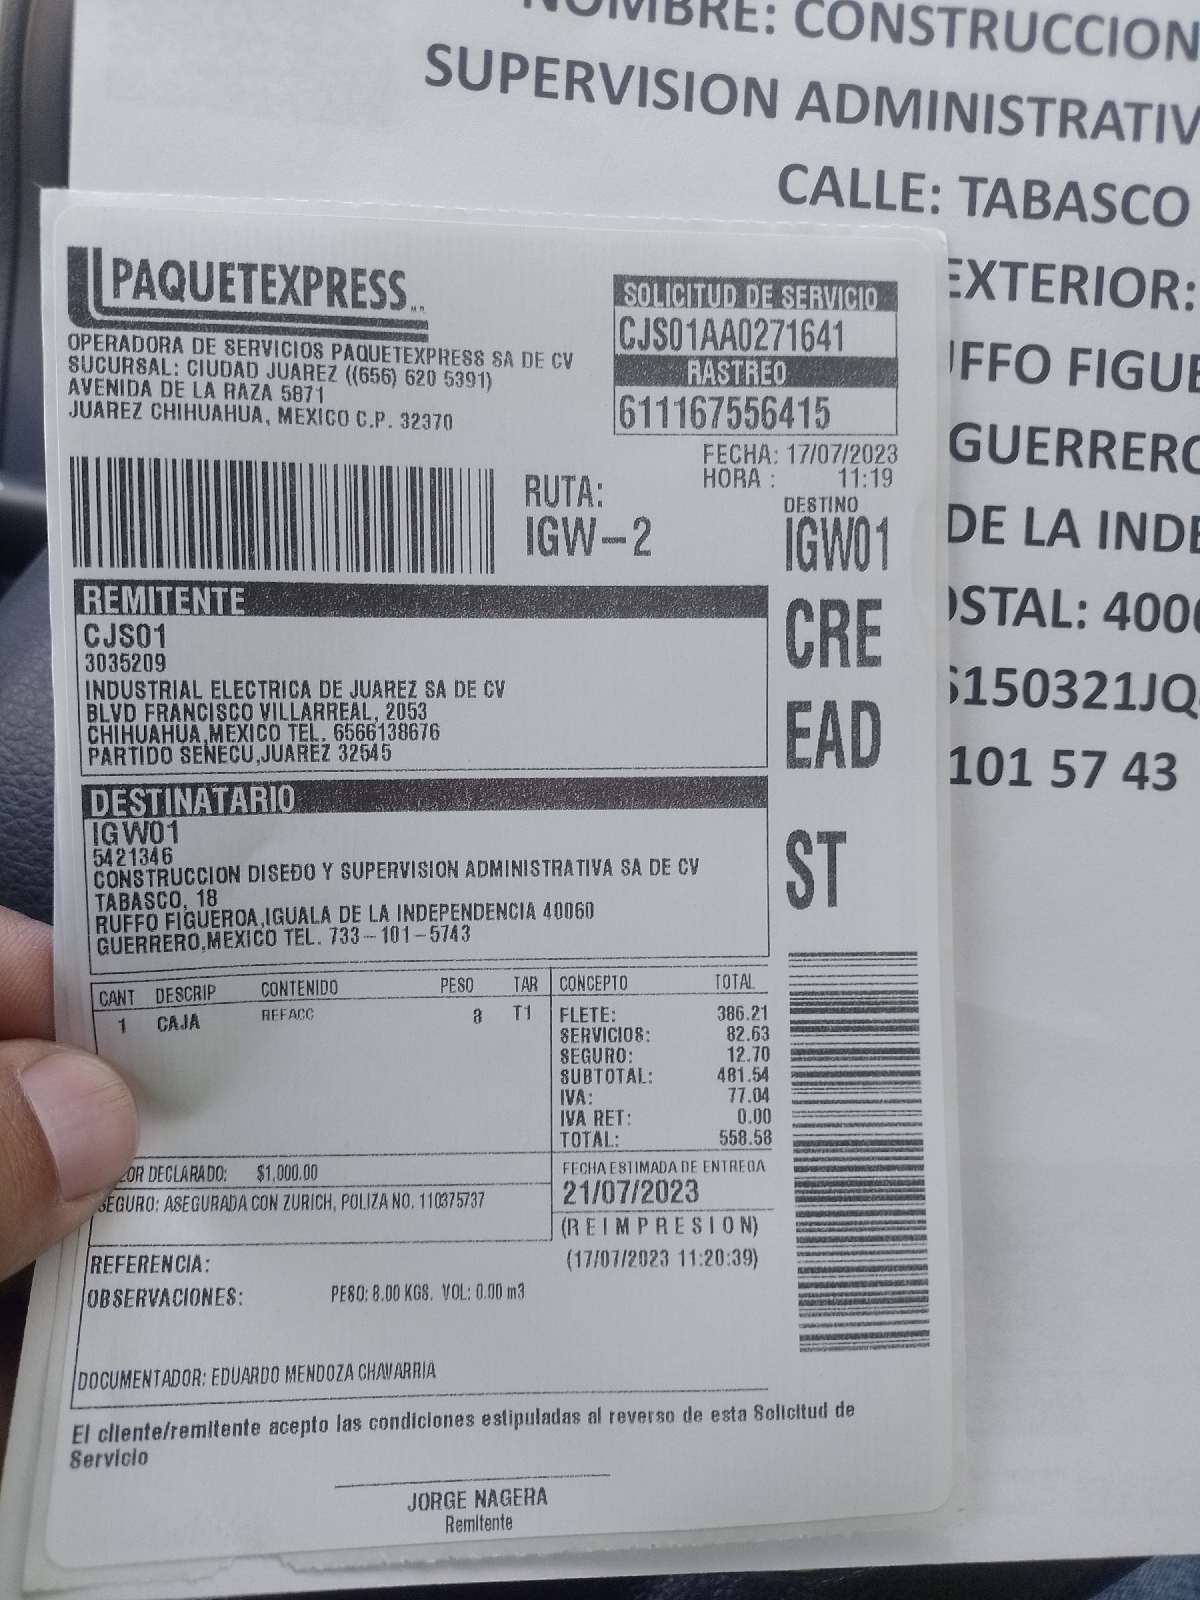 NOMBRE: CONSTRUCCION
SUPERVISION ADMINISTRATIV
CALLE: TABASCO
EXTERIOR:
FFO FIGUE
GUERRERO
DE LA INDE
STAL: 400
150321JQ
101 57 43
PAQUETEXPRESS
OPERADORA DE SERVICIOS PAQUETEXPRESS SA DE CV
SUCURSAL: CIUDAD JUAREZ ((656) 620 5391)
AVENIDA DE LA RAZA 5871
JUAREZ CHIHUAHUA, MEXICO C.P. 32370
SOLICITUD DE SERVICIO
CJS01AA0271641
RASTREO
611167556415
FECHA: 17/07/2023
HORA : 11:19
RUTA:
IGW-2
DESTINO
IGW01
CRE
EAD
ST
REMITENTE
CJS01
3035209
INDUSTRIAL ELECTRICA DE JUAREZ SA DE CV
BLVD FRANCISCO VILLARREAL, 2053
CHIHUAHUA,MEXICO TEL. 6566138676
PARTIDO SENECU,JUAREZ 32545
DESTINATARIO
IGW01
5421346
CONSTRUCCION DISEÐO Y SUPERVISION ADMINISTRATIVA SA DE CV
TABASCO, 18
RUFFO FIGUEROA,IGUALA DE LA INDEPENDENCIA 40060
GUERRERO,MEXICO TEL. 733-101-5743
CANT DESCRIP CONTENIDO PESO TAR
1 CAJA REFACC 8 T1
CONCEPTO TOTAL
FLETE: 386.21
SERVICIOS: 82.63
SEGURO: 12.70
SUBTOTAL: 481.54
IVA: 77.04
IVA RET: 0.00
TOTAL: 558.58
OR DECLARADO: $1,000.00
SEGURO: ASEGURADA CON ZURICH, POLIZA NO. 110375737
FECHA ESTIMADA DE ENTREGA
21/07/2023
(REIMPRESION)
(17/07/2023 11:20:39)
REFERENCIA:
OBSERVACIONES: PESO: 8.00 KGS. VOL: 0.00 m3
DOCUMENTADOR: EDUARDO MENDOZA CHAVARRIA
El cliente/remitente acepto las condiciones estipuladas al reverso de esta Solicitud de
Servicio
JORGE NAGERA
Remitente